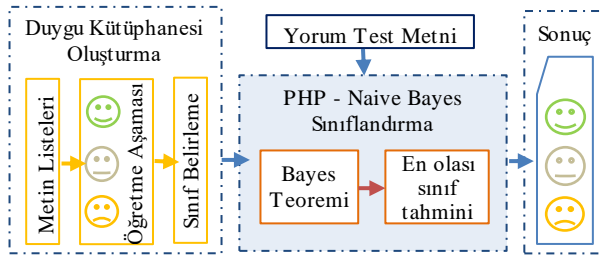 Duygu Kütüphanesi
Oluşturma
Metin Listeleri
Öğretme Aşaması
Sınıf Belirleme
Yorum Test Metni
PHP - Naive Bayes
Sınıflandırma
Bayes
Teoremi
En olası
sınıf
tahmini
Sonuç